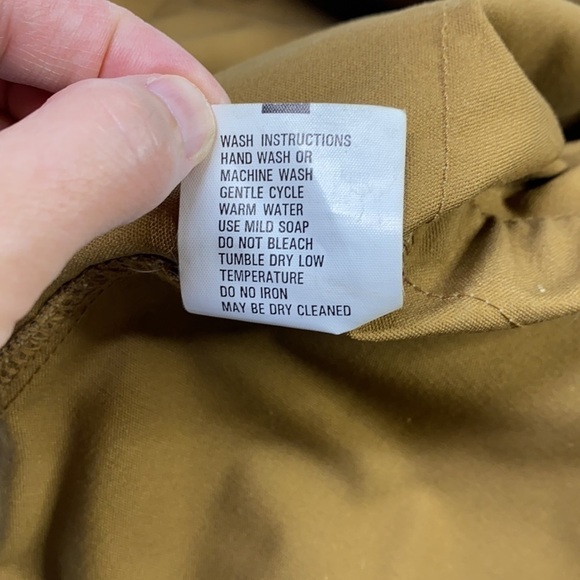 WASH INSTRUCTIONS
HAND WASH OR
MACHINE WASH
GENTLE CYCLE
WARM WATER
USE MILD SOAP
DO NOT BLEACH
TUMBLE DRY LOW
TEMPERATURE
DO NO IRON
MAY BE DRY CLEANED